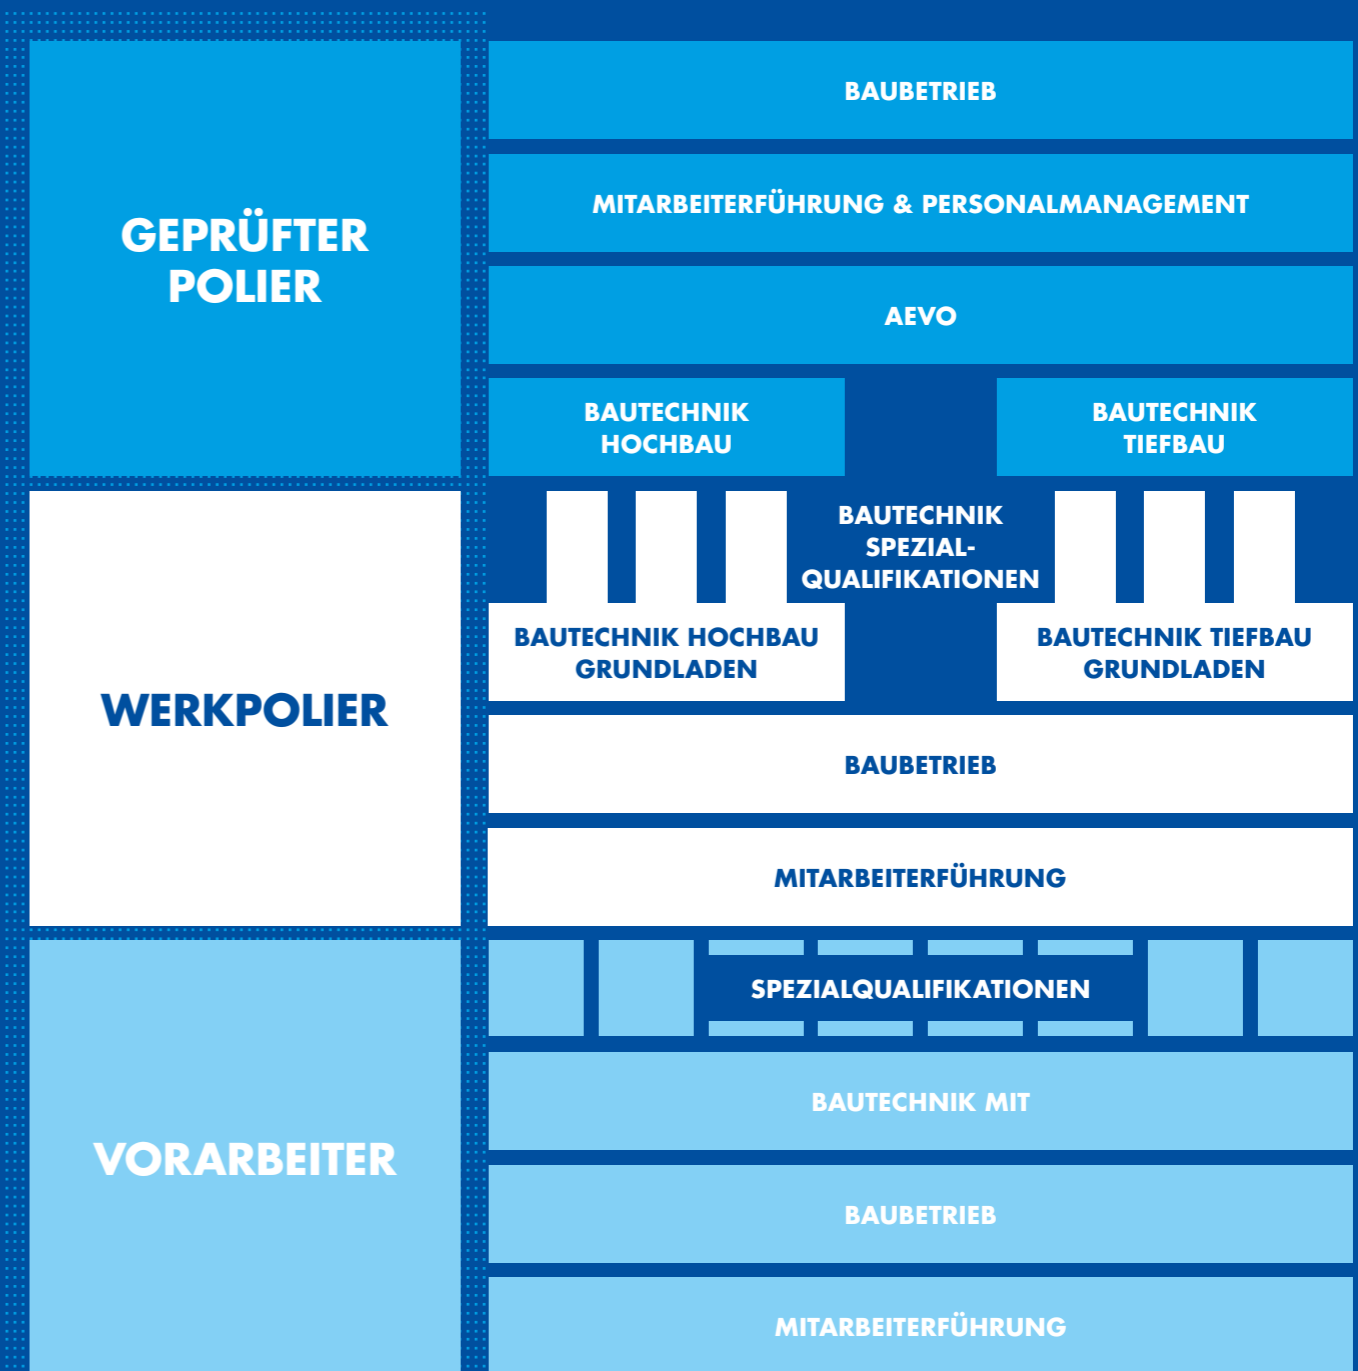 GEPRÜFTER
POLIER
BAUBETRIEB
MITARBEITERFÜHRUNG & PERSONALMANAGEMENT
AEVO
BAUTECHNIK
HOCHBAU
BAUTECHNIK
TIEFBAU
WERKPOLIER
BAUTECHNIK
SPEZIAL-
QUALIFIKATIONEN
BAUTECHNIK HOCHBAU
GRUNDLADEN
BAUTECHNIK TIEFBAU
GRUNDLADEN
BAUBETRIEB
MITARBEITERFÜHRUNG
VORARBEITER
SPEZIALQUALIFIKATIONEN
BAUTECHNIK MIT
BAUBETRIEB
MITARBEITERFÜHRUNG